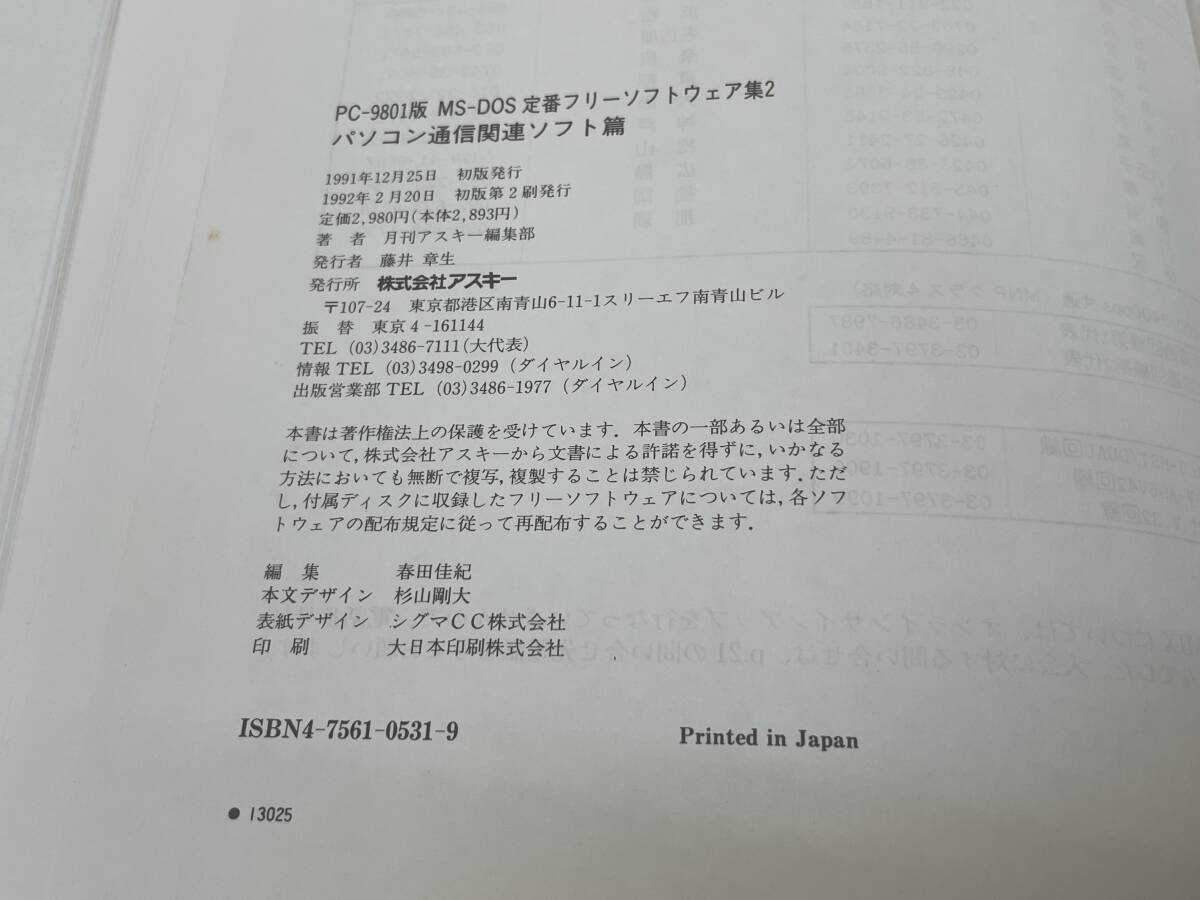 PC-9801版 MS-DOS 定番フリーソフトウェア集2
パソコン通信関連ソフト篇
1991年12月25日 初版発行
1992年2月20日 初版第2刷発行
定価2,980円(本体2,893円)
著 者 月刊アスキー編集部
発行者 藤井 章生
発行所 株式会社アスキー
〒107-24 東京都港区南青山6-11-1スリーエフ南青山ビル
振 替 東京4-161144
TEL (03)3486-7111(大代表)
情報TEL (03)3498-0299(ダイヤルイン)
出版営業部TEL (03)3486-1977(ダイヤルイン)
本書は著作権法上の保護を受けています.本書の一部あるいは全部
について,株式会社アスキーから文書による許諾を得ずに,いかなる
方法においても無断で複写,複製することは禁じられています.ただ
し,付属ディスクに収録したフリーソフトウェアについては,各ソフ
トウェアの配布規定に従って再配布することができます.
編 集 春田佳紀
本文デザイン 杉山剛大
表紙デザイン シグマCC株式会社
印 刷 大日本印刷株式会社
ISBN4-7561-0531-9
Printed in Japan
● 13025